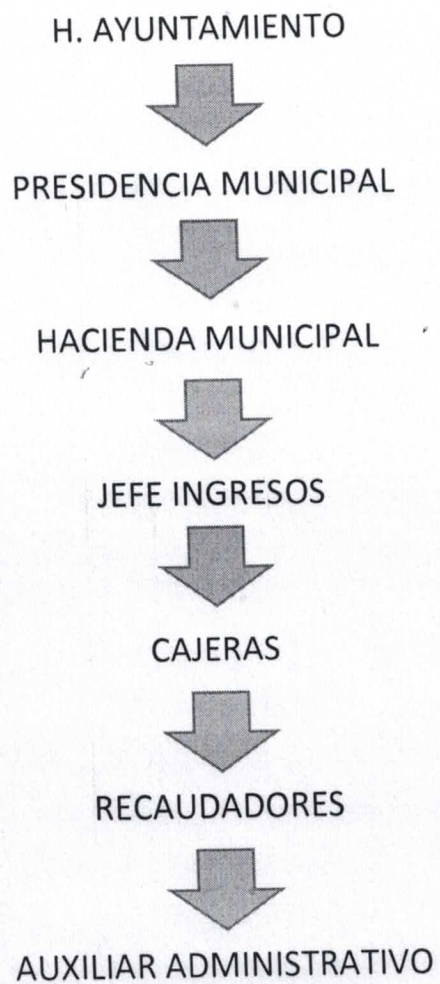 H. AYUNTAMIENTO
PRESIDENCIA MUNICIPAL
HACIENDA MUNICIPAL
JEFE INGRESOS
CAJERAS
RECAUDADORES
AUXILIAR ADMINISTRATIVO